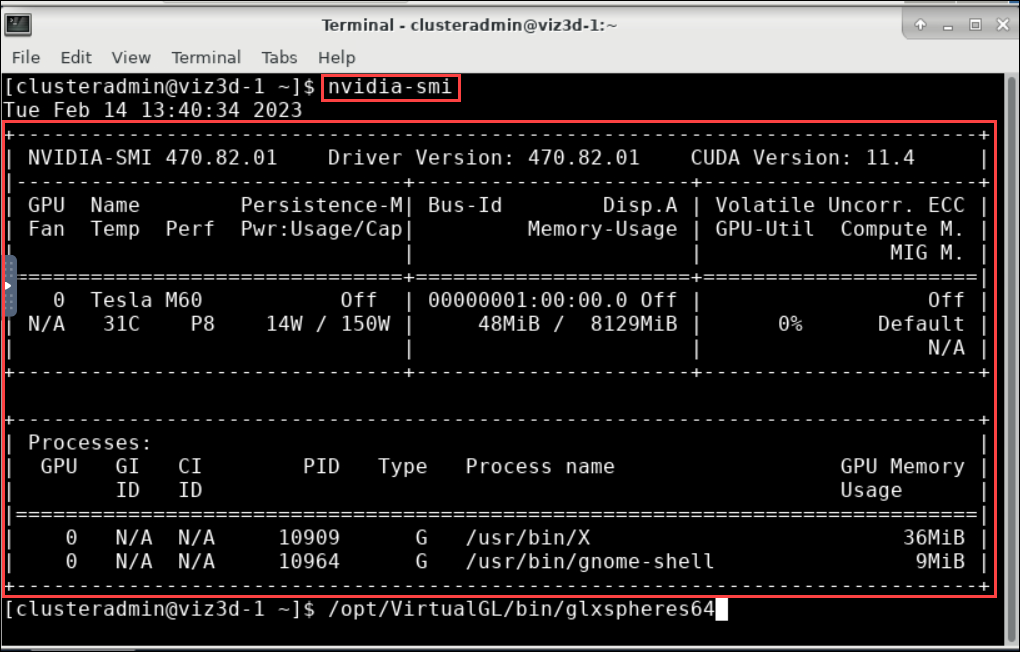 Terminal - clusteradmin@viz3d-1:~
File Edit View Terminal Tabs Help
[clusteradmin@viz3d-1 ~]$ nvidia-smi
Tue Feb 14 13:40:34 2023
+-----------------------------------------------------------------------------+
| NVIDIA-SMI 470.82.01    Driver Version: 470.82.01    CUDA Version: 11.4     |
|-------------------------------+----------------------+----------------------+
| GPU  Name        Persistence-M| Bus-Id        Disp.A | Volatile Uncorr. ECC |
| Fan  Temp  Perf  Pwr:Usage/Cap|         Memory-Usage | GPU-Util  Compute M. |
|                               |                      |               MIG M. |
|===============================+======================+======================|
|   0  Tesla M60           Off  | 00000001:00:00.0 Off |                  Off |
| N/A   31C    P8    14W / 150W |     48MiB /  8129MiB |      0%      Default |
|                               |                      |                  N/A |
+-------------------------------+----------------------+----------------------+
+-----------------------------------------------------------------------------+
| Processes:                                                                  |
|  GPU   GI   CI        PID   Type   Process name                  GPU Memory |
|        ID   ID                                                   Usage      |
|=============================================================================|
|    0   N/A  N/A     10909      G   /usr/bin/X                         36MiB |
|    0   N/A  N/A     10964      G   /usr/bin/gnome-shell                9MiB |
+-----------------------------------------------------------------------------+
[clusteradmin@viz3d-1 ~]$ /opt/VirtualGL/bin/glxspheres64